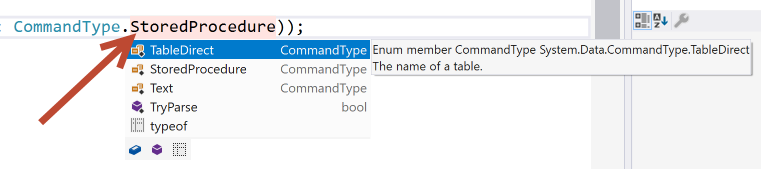 : CommandType.StoredProcedure));
TableDirect CommandType
Enum member CommandType System.Data.CommandType.TableDirect
The name of a table.
StoredProcedure CommandType
Text CommandType
TryParse bool
typeof